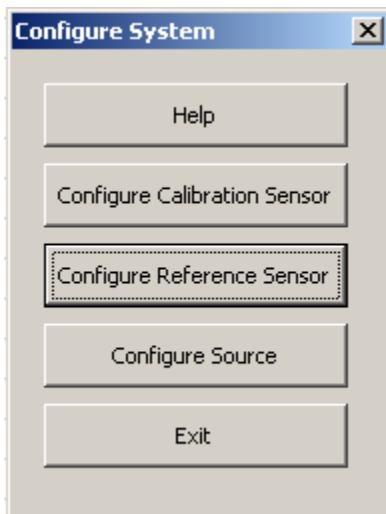 Configure System
Help
Configure Calibration Sensor
Configure Reference Sensor
Configure Source
Exit